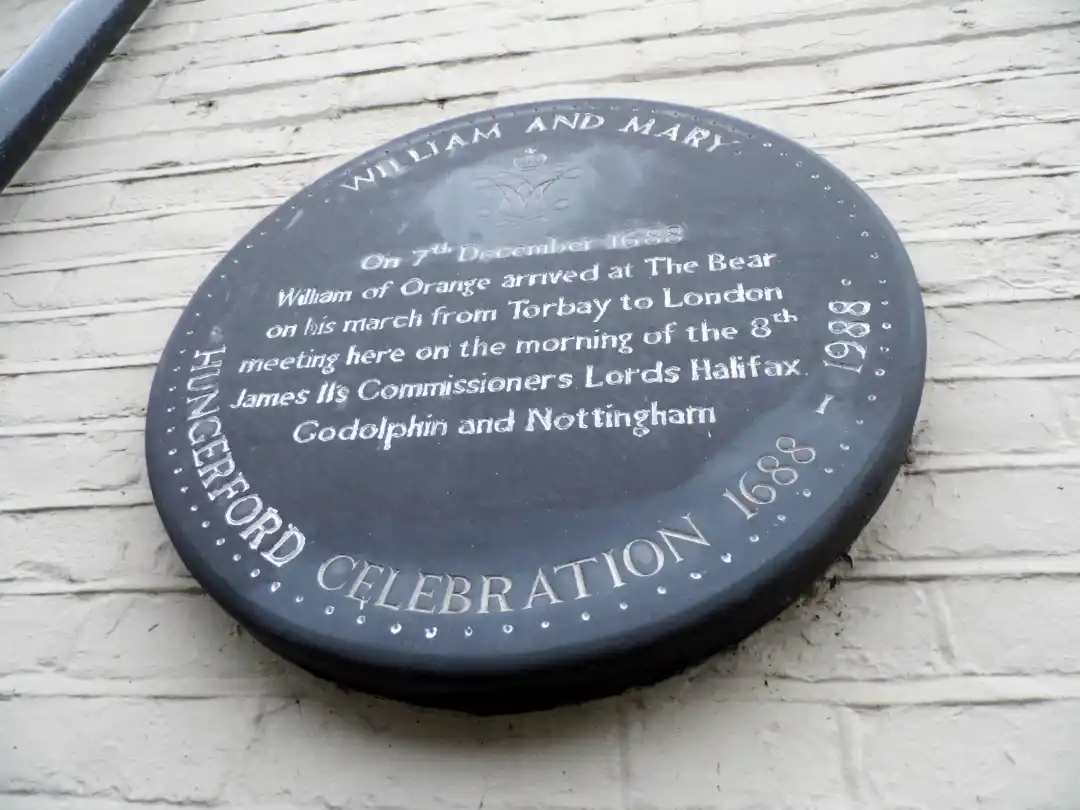 WILLIAM AND MARY
On 7th December 1688
William of Orange arrived at The Bear
on his march from Torbay to London
meeting here on the morning of the 8th
James IIs Commissioners Lords Halifax
Godolphin and Nottingham
HUNGERFORD CELEBRATION 1688 - 1988